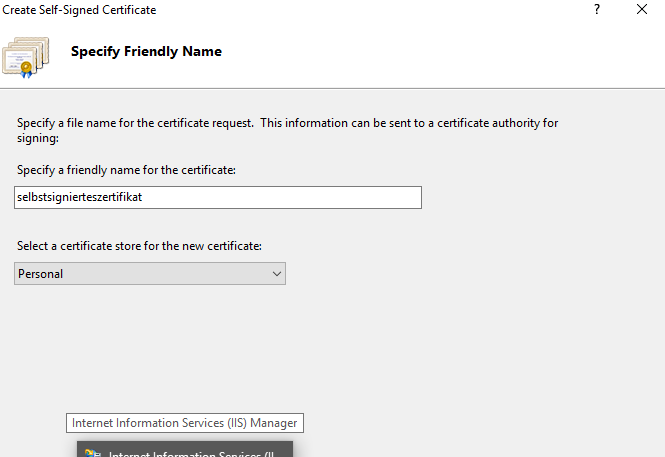 Create Self-Signed Certificate
? ×
Specify Friendly Name
Specify a file name for the certificate request.  This information can be sent to a certificate authority for
signing:
Specify a friendly name for the certificate:
selbstsignierteszertifikat
Select a certificate store for the new certificate:
Personal
Internet Information Services (IIS) Manager
Internet Information Services (II...